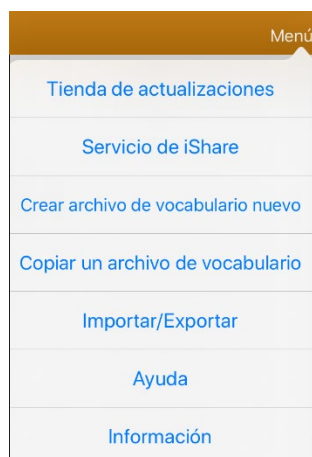 Menú
Tienda de actualizaciones
Servicio de iShare
Crear archivo de vocabulario nuevo
Copiar un archivo de vocabulario
Importar/Exportar
Ayuda
Información